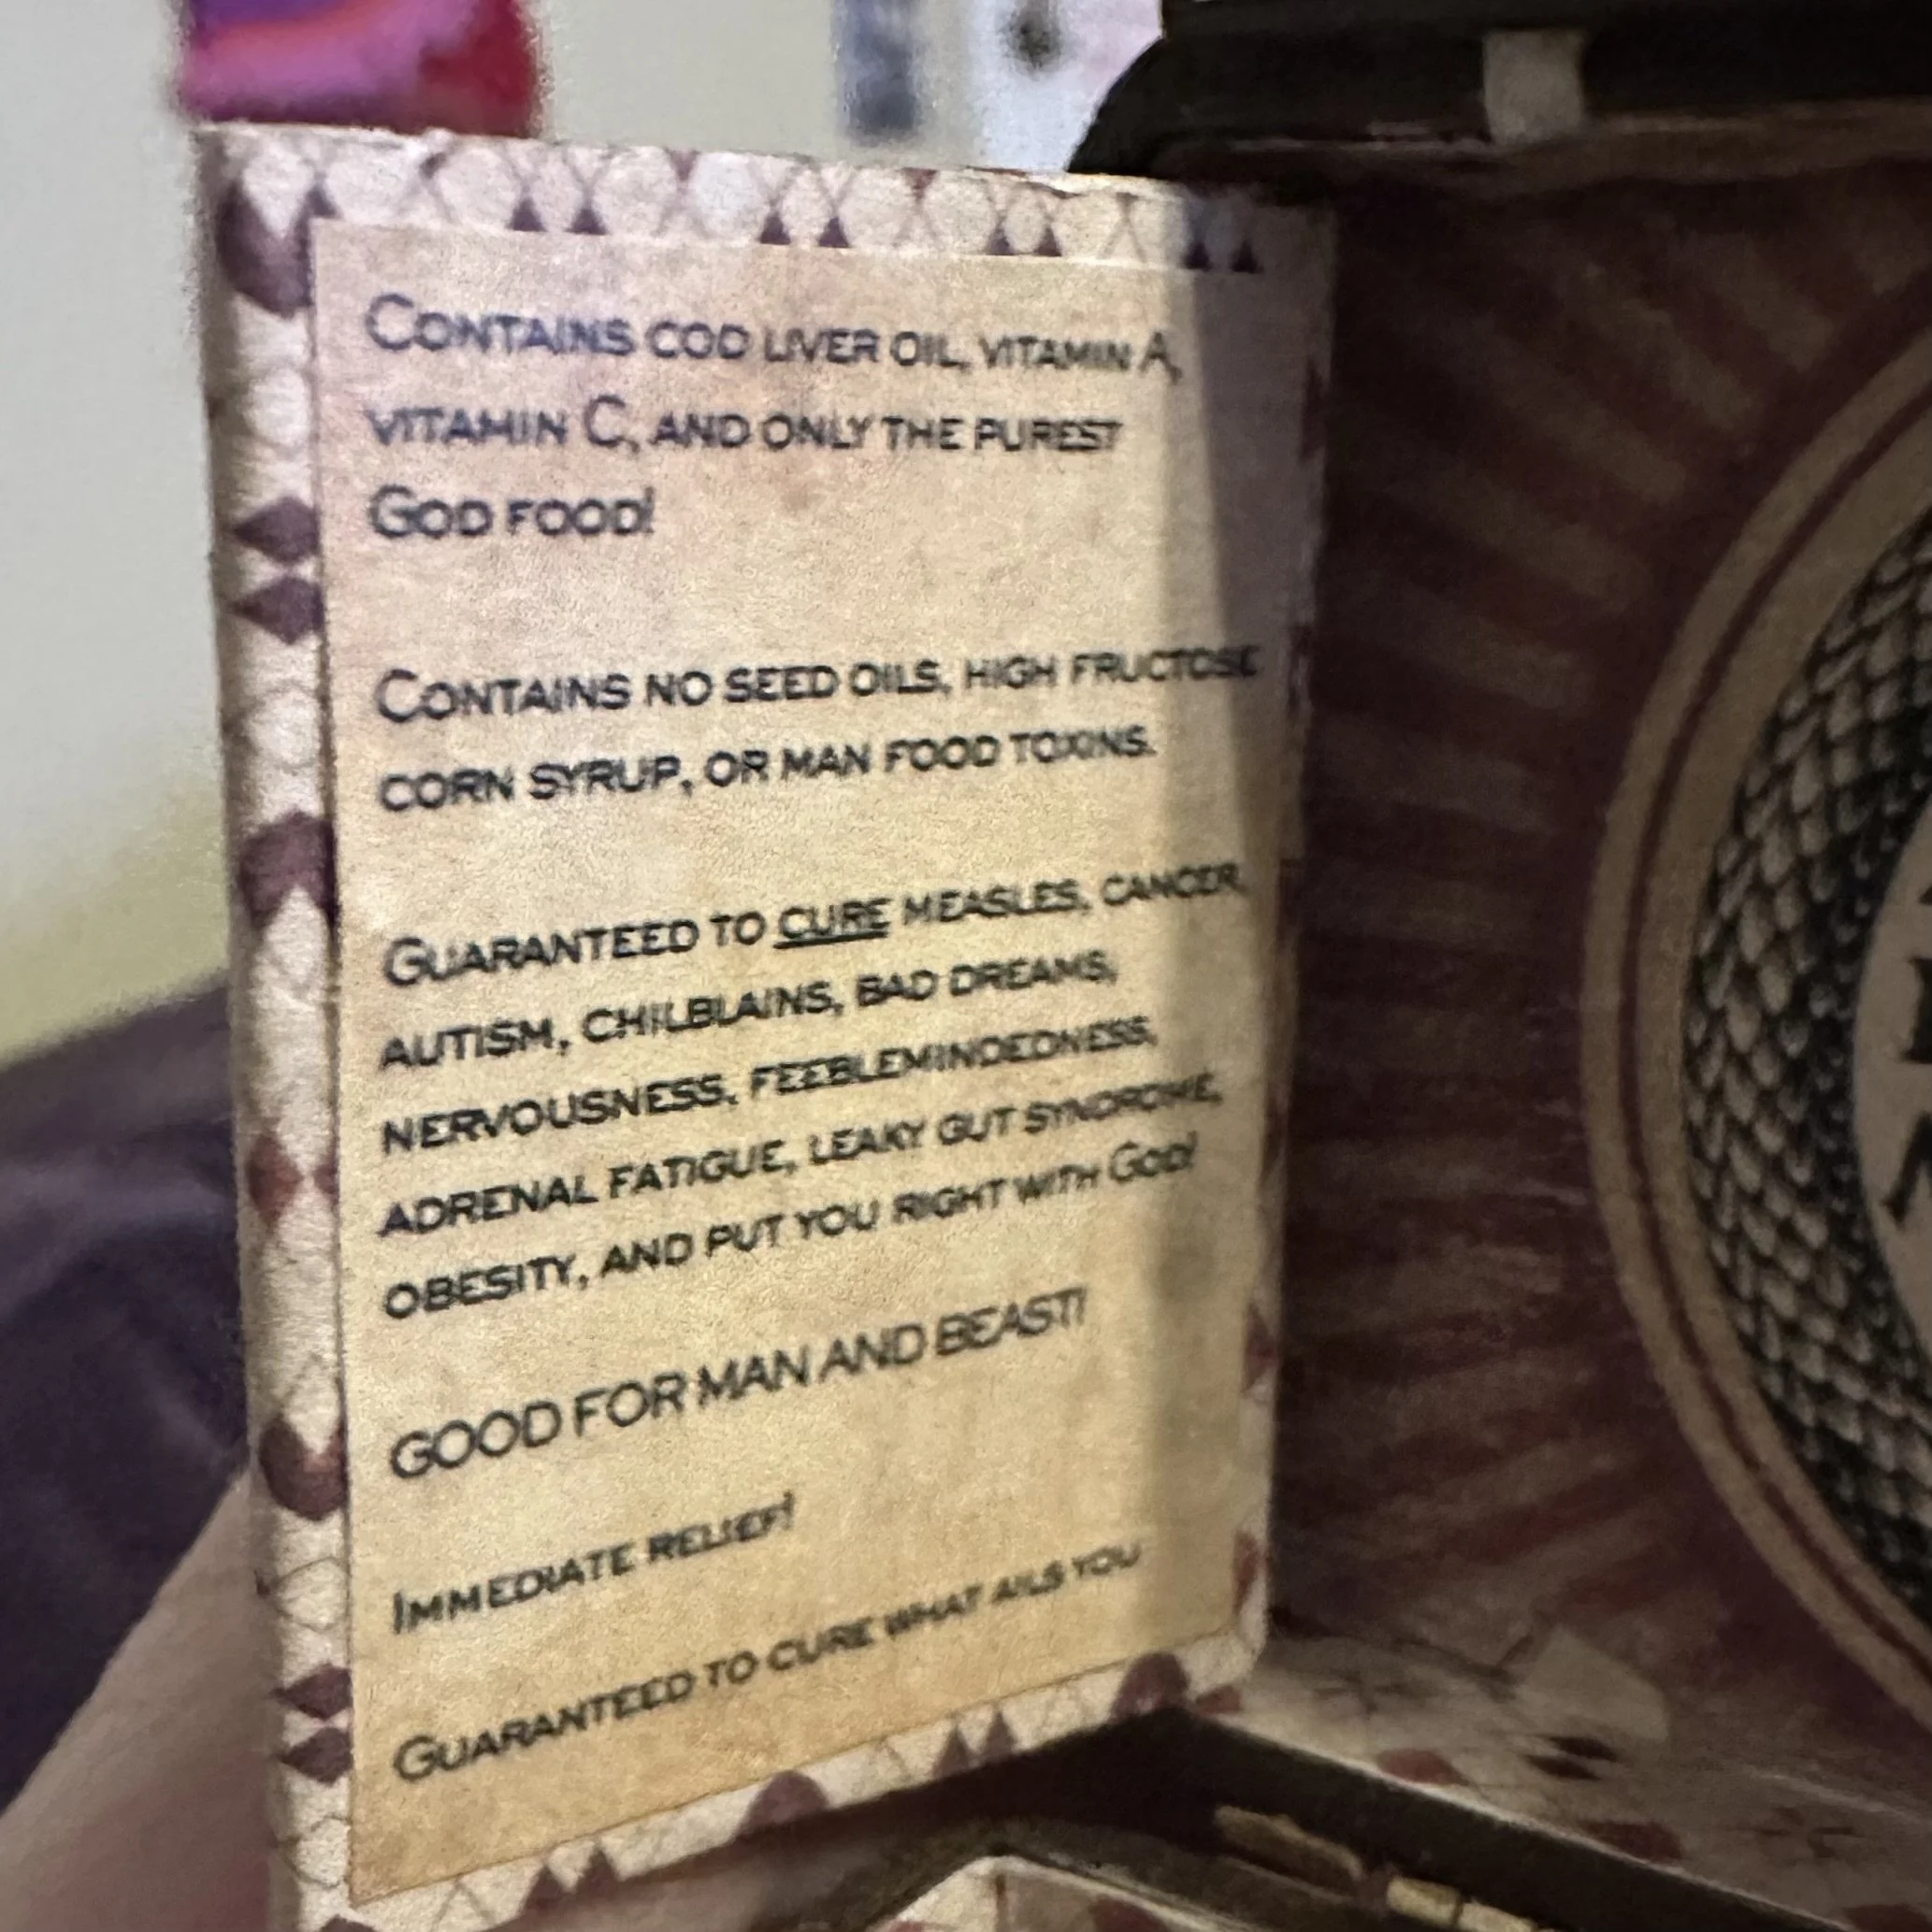 Contains cod liver oil, vitamin A,
vitamin C, and only the purest
God food!
Contains no seed oils, high fructose
corn syrup, or man food toxins.
Guaranteed to cure measles, cancer,
autism, chilblains, bad dreams,
nervousness, feeblemindedness,
adrenal fatigue, leaky gut syndrome,
obesity, and put you right with God!
GOOD FOR MAN AND BEAST!
Immediate relief!
Guaranteed to cure what ails you